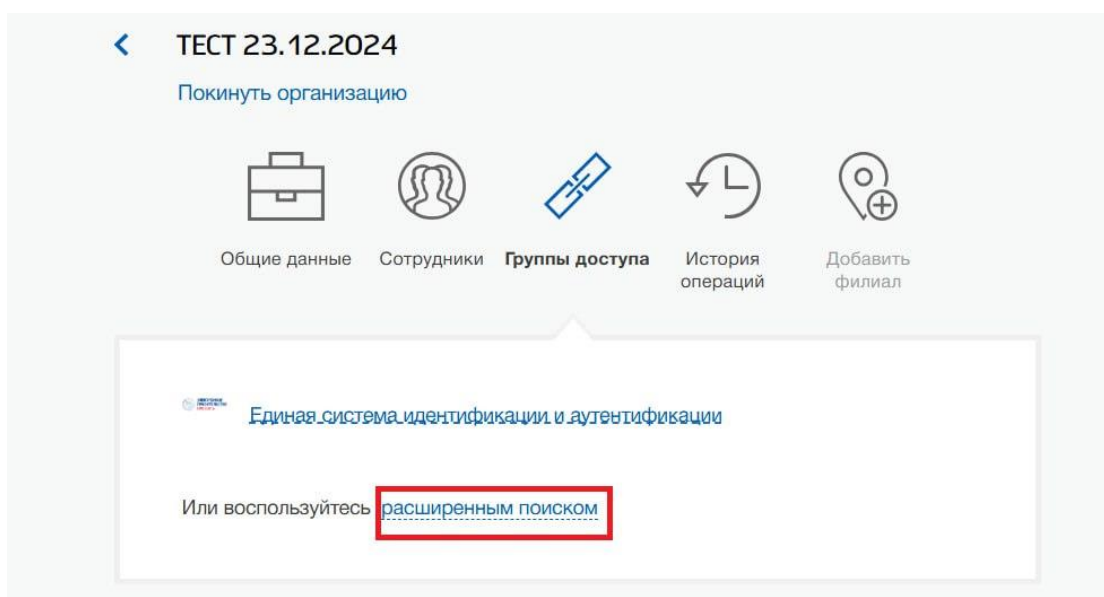 ТЕСТ 23.12.2024
Покинуть организацию
Общие данные
Сотрудники
Группы доступа
История
операций
Добавить
филиал
Единая система идентификации и аутентификации
Или воспользуйтесь расширенным поиском